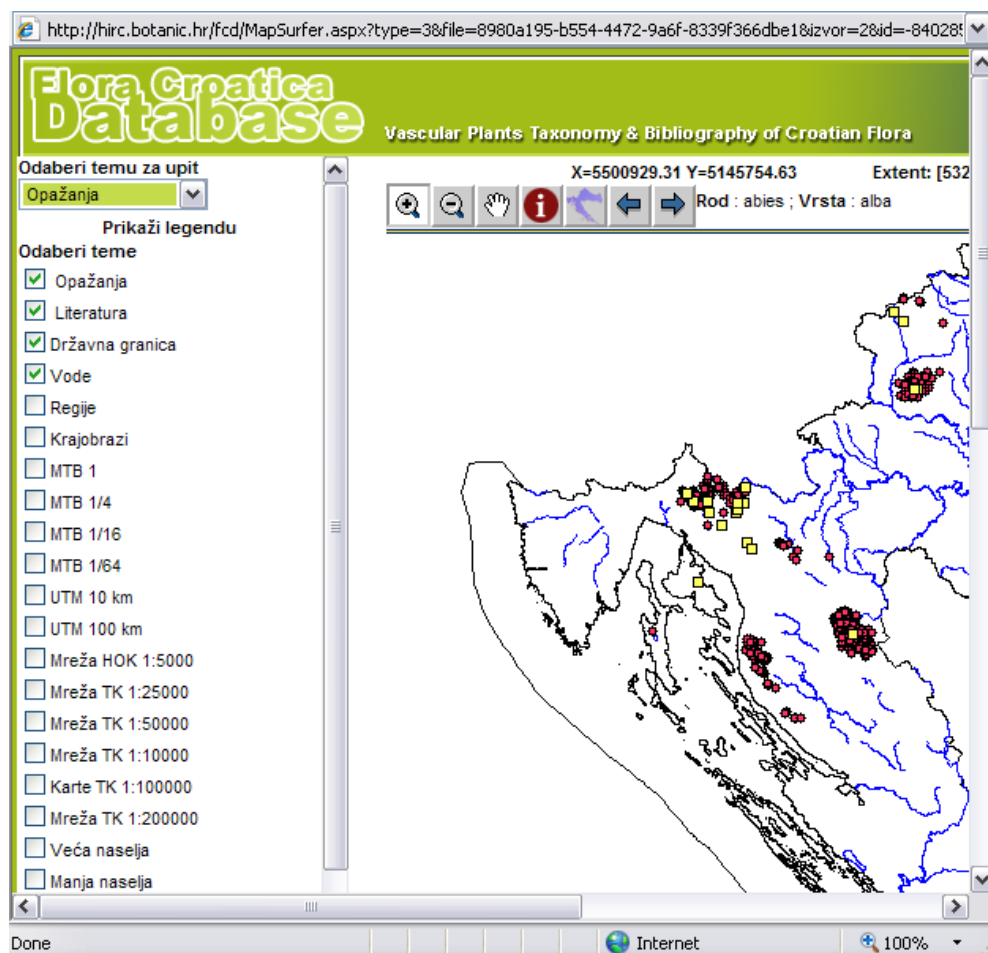 http://hirc.botanic.hr/fcd/MapSurfer.aspx?type=3&file=8980a195-b554-4472-9a6f-8339f366dbe1&izvor=2&id=-84028
Flora Croatica
Database
Vascular Plants Taxonomy & Bibliography of Croatian Flora
Odaberi temu za upit
Opažanja
Prikaži legendu
Odaberi teme
Opažanja
Literatura
Državna granica
Vode
Regije
Krajobrazi
MTB 1
MTB 1/4
MTB 1/16
MTB 1/64
UTM 10 km
UTM 100 km
Mreža HOK 1:5000
Mreža TK 1:25000
Mreža TK 1:50000
Mreža TK 1:10000
Karte TK 1:100000
Mreža TK 1:200000
Veća naselja
Manja naselja
X=5500929.31 Y=5145754.63 Extent: [532
Rod : abies ; Vrsta : alba
Done Internet 100%